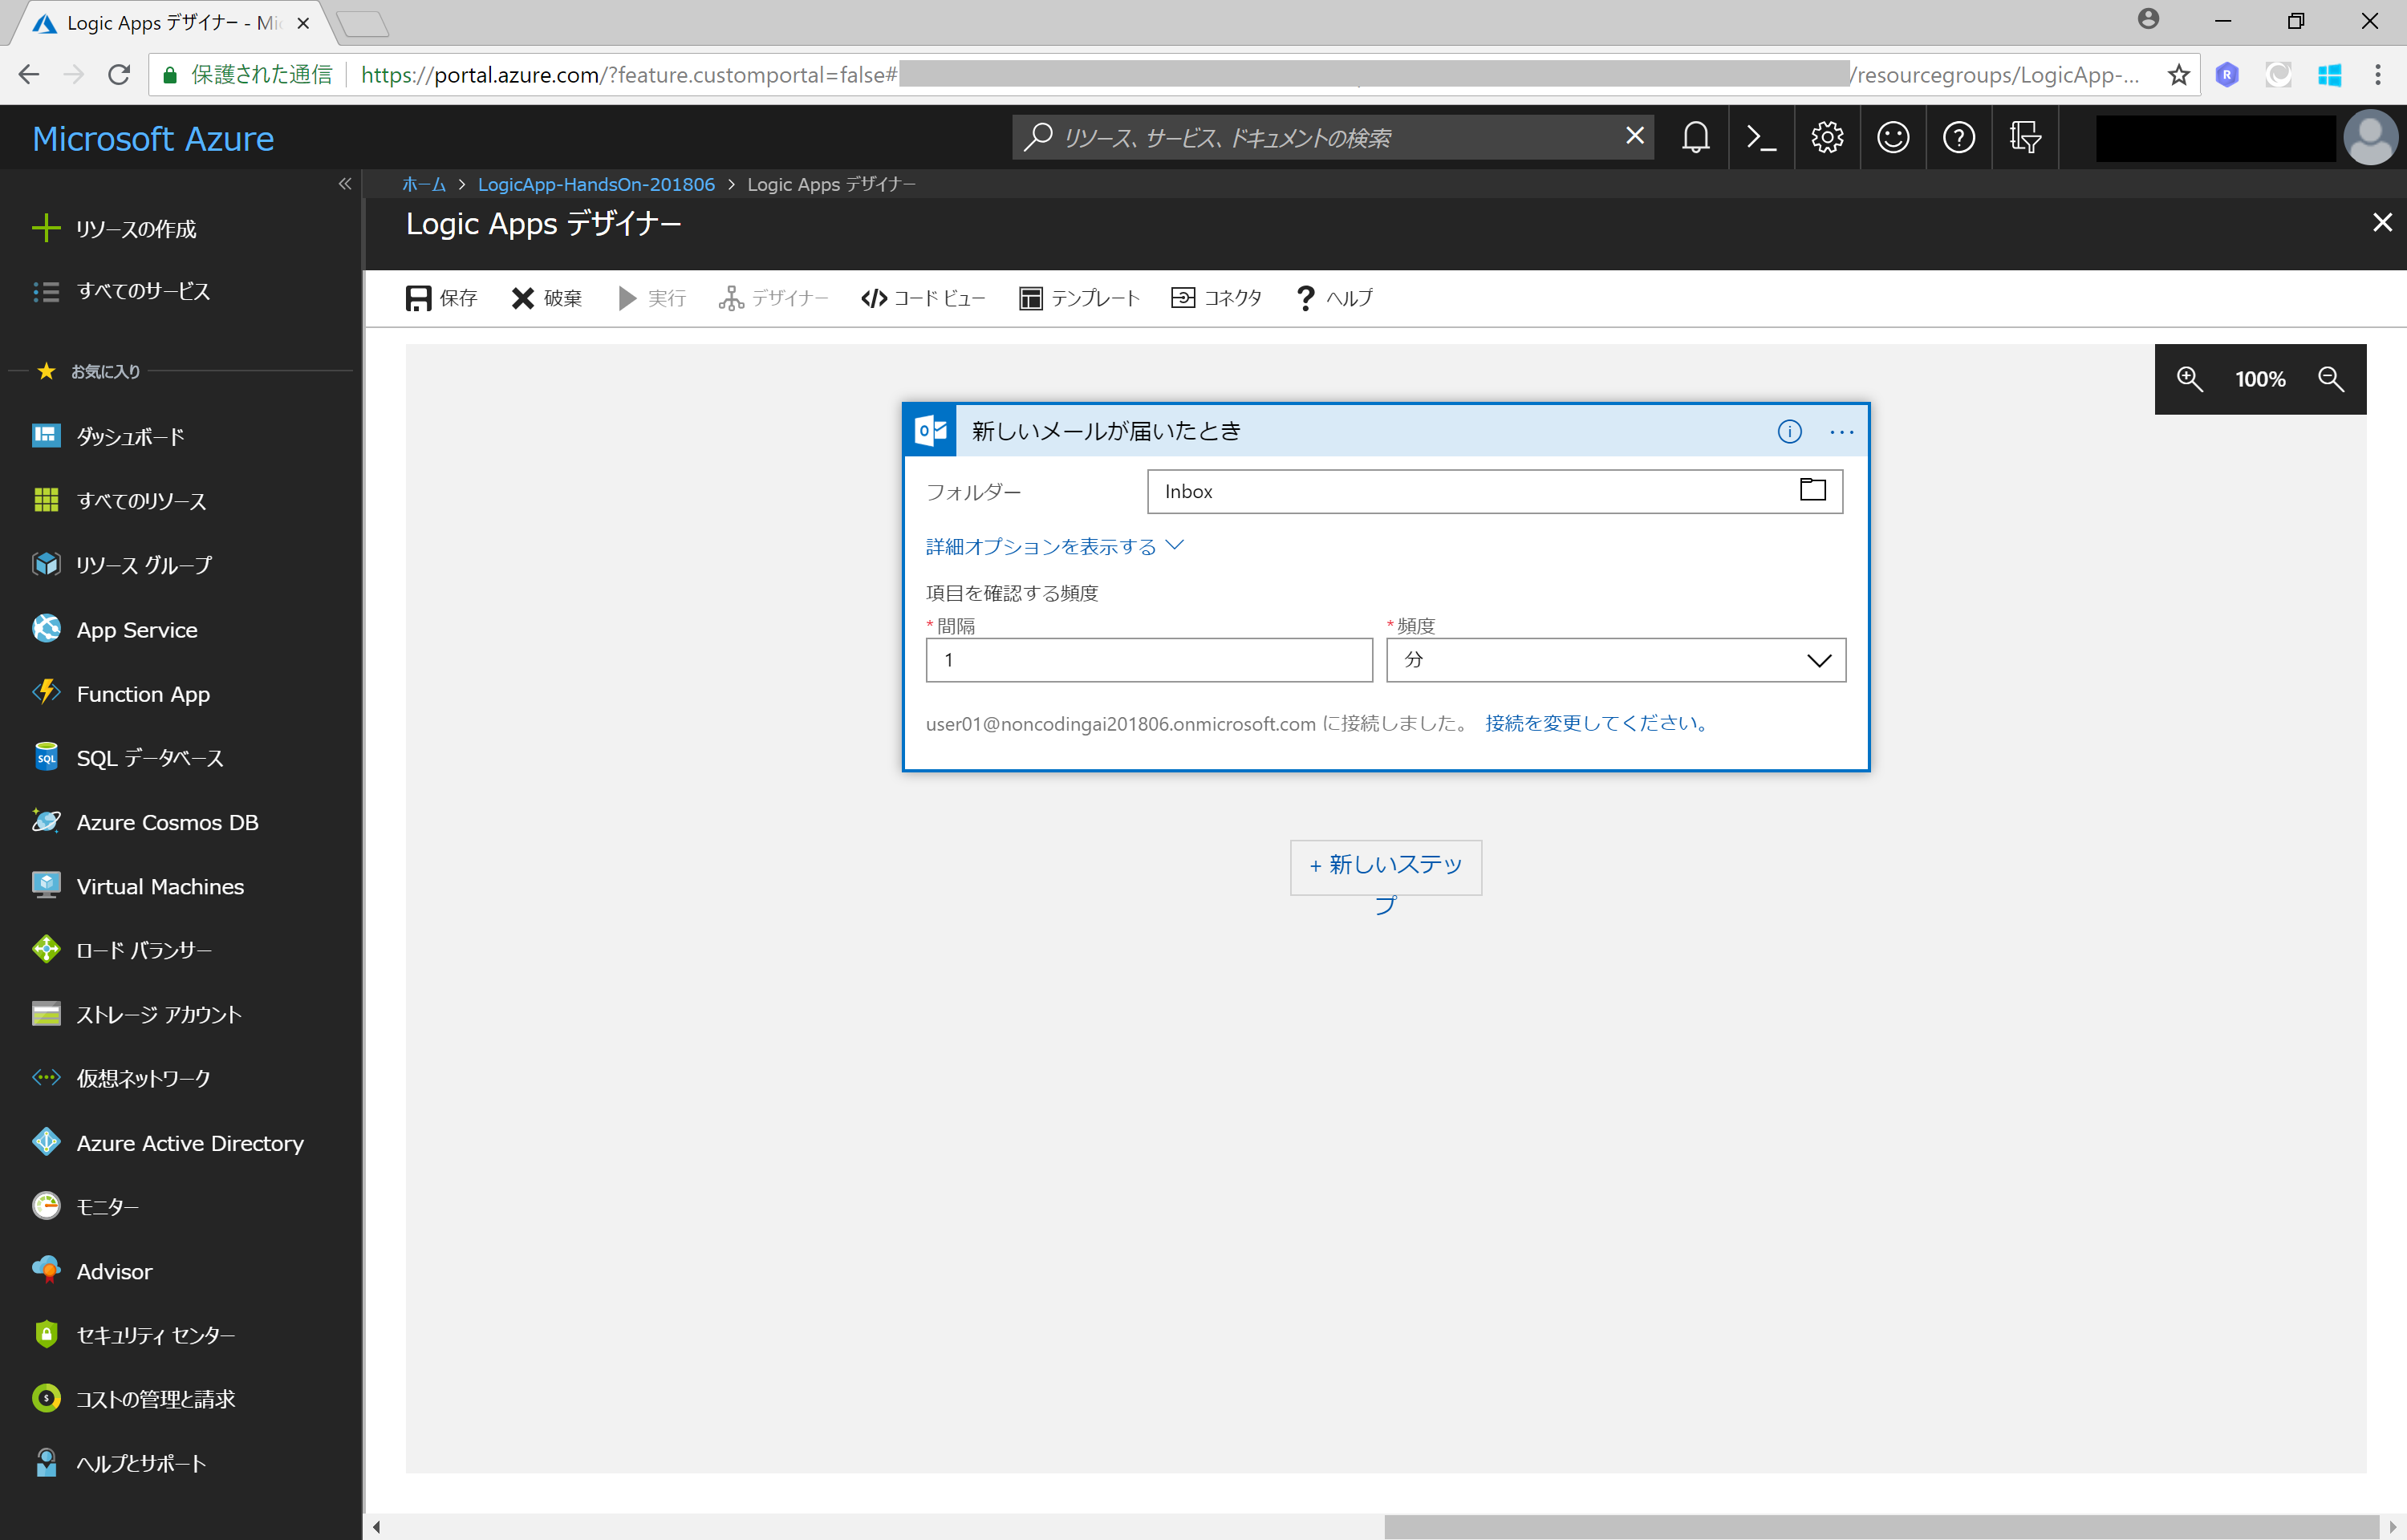 Logic Apps デザイナー - Mi
保護された通信 https://portal.azure.com/?feature.customportal=false# /resourcegroups/LogicApp-...
Microsoft Azure
リソース、サービス、ドキュメントの検索
ホーム > LogicApp-HandsOn-201806 > Logic Apps デザイナー
Logic Apps デザイナー
リソースの作成
すべてのサービス
お気に入り
ダッシュボード
すべてのリソース
リソース グループ
App Service
Function App
SQL データベース
Azure Cosmos DB
Virtual Machines
ロード バランサー
ストレージ アカウント
仮想ネットワーク
Azure Active Directory
モニター
Advisor
セキュリティ センター
コストの管理と請求
ヘルプとサポート
保存 破棄 実行 デザイナー コード ビュー テンプレート コネクタ ヘルプ
100%
新しいメールが届いたとき
フォルダー Inbox
詳細オプションを表示する
項目を確認する頻度
*間隔 *頻度
1 分
user01@noncodingai201806.onmicrosoft.com に接続しました。 接続を変更してください。
+ 新しいステッ
プ